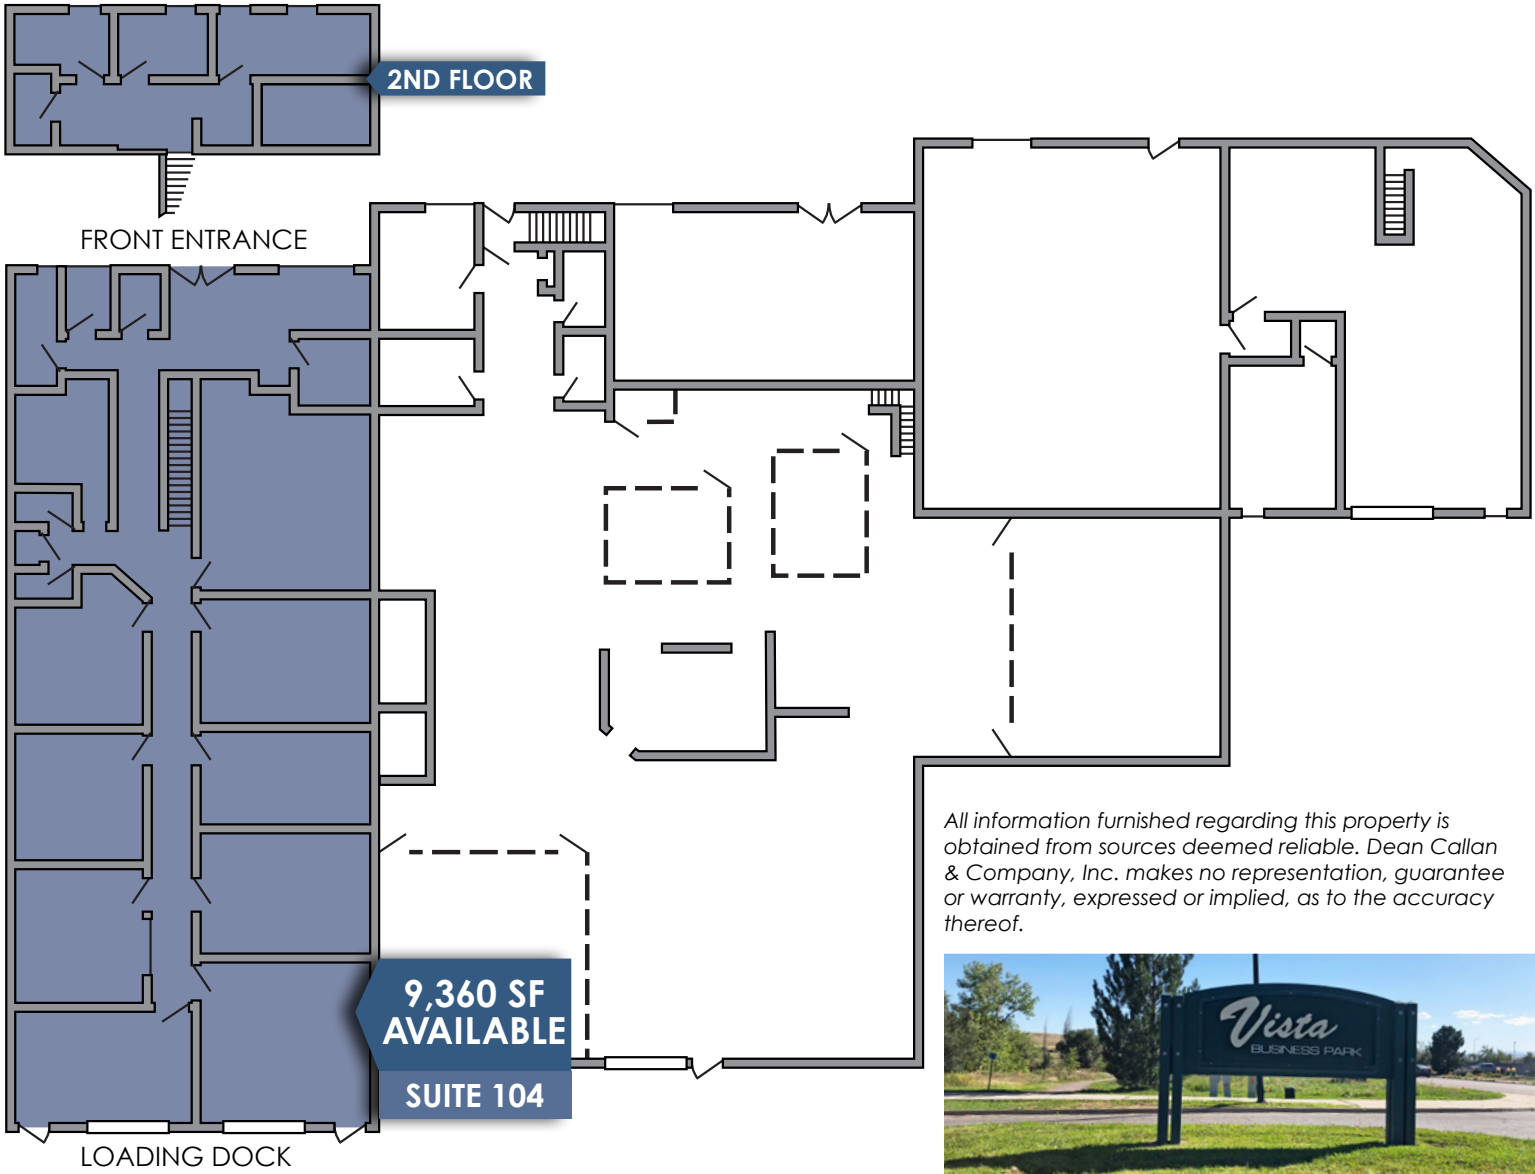 2ND FLOOR
FRONT ENTRANCE
All information furnished regarding this property is
obtained from sources deemed reliable. Dean Callan
& Company, Inc. makes no representation, guarantee
or warranty, expressed or implied, as to the accuracy
thereof.
9,360 SF
AVAILABLE
SUITE 104
Vista
BUSINESS PARK
LOADING DOCK